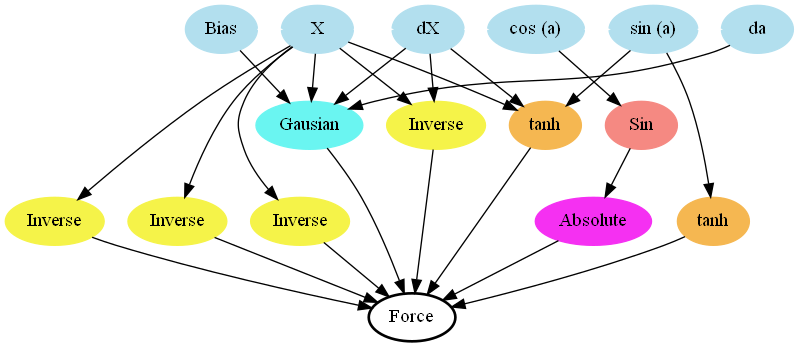 Bias
X
dX
cos (a)
sin (a)
da
Gausian
Inverse
tanh
Sin
Inverse
Inverse
Inverse
Absolute
tanh
Force